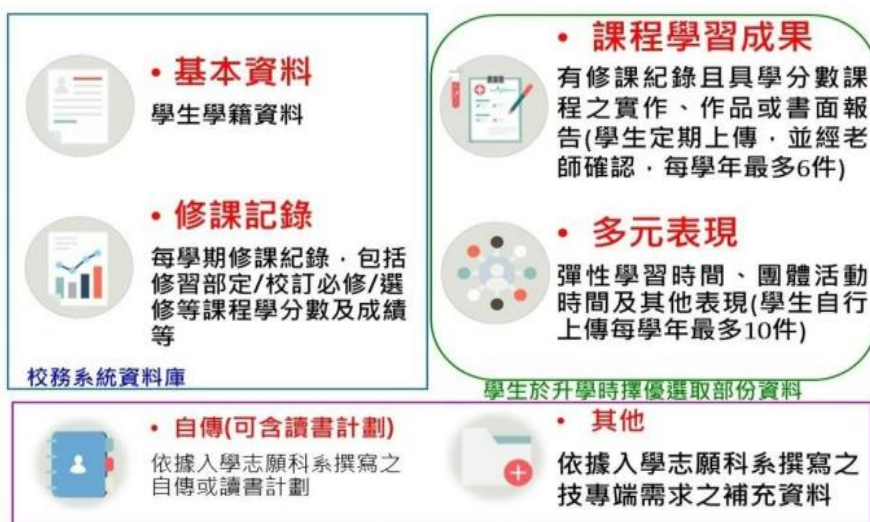 • 基本資料
學生學籍資料
• 修課記錄
每學期修課紀錄，包括
修習部定/校訂必修/選
修等課程學分數及成績
等
校務系統資料庫
• 課程學習成果
有修課紀錄且具學分數課
程之實作、作品或書面報
告(學生定期上傳，並經老
師確認，每學年最多6件)
• 多元表現
彈性學習時間、團體活動
時間及其他表現(學生自行
上傳每學年最多10件)
學生於升學時擇優選取部份資料
• 自傳(可含讀書計劃)
依據入學志願科系撰寫之
自傳或讀書計劃
• 其他
依據入學志願科系撰寫之
技專端需求之補充資料